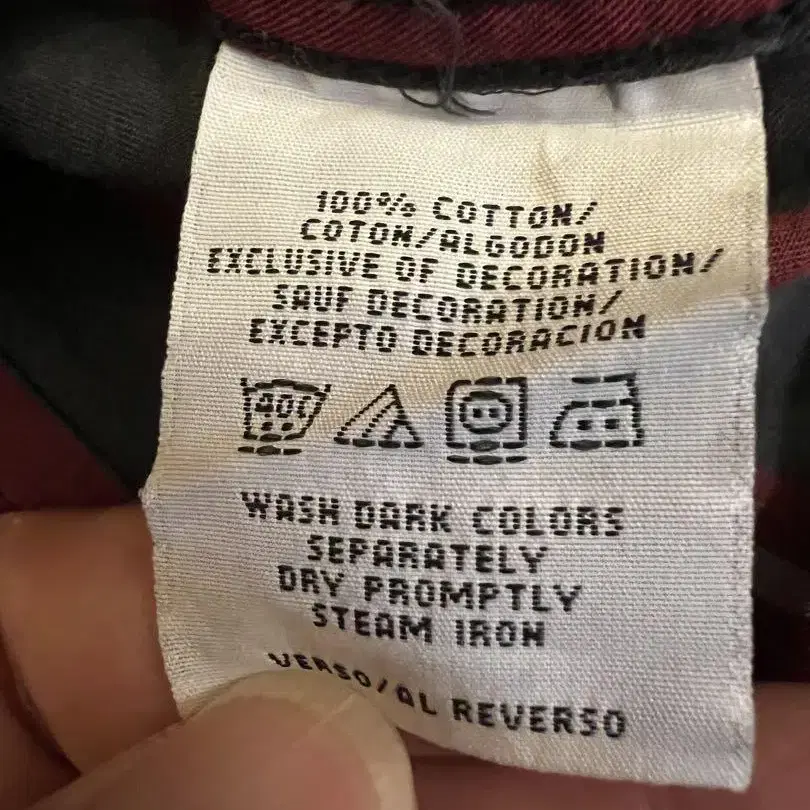 100% COTTON/
COTON/ALGODON
EXCLUSIVE OF DECORATION/
SAUF DECORATION/
EXCEPTO DECORACION
40C
WASH DARK COLORS
SEPARATELY
DRY PROMPTLY
STEAM IRON
VERSO/AL REVERSO